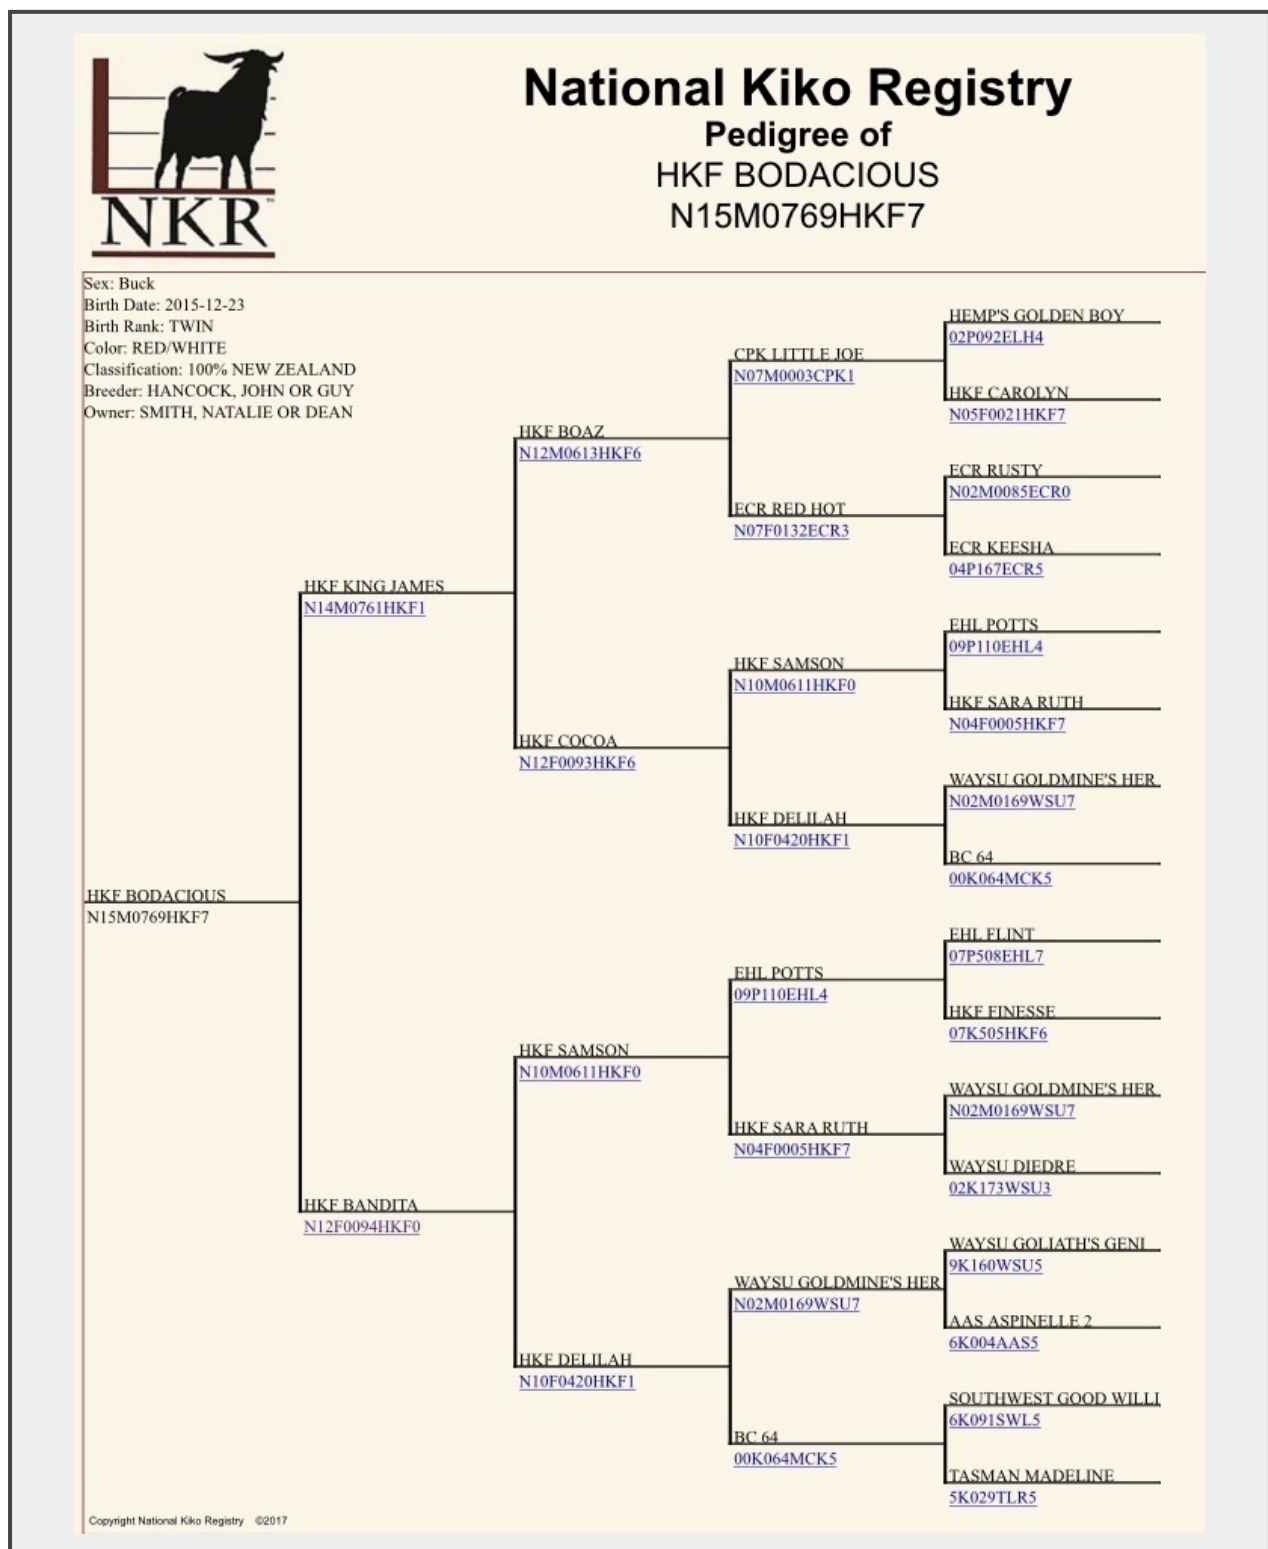 NKR
™
National Kiko Registry
Pedigree of
HKF BODACIOUS
N15M0769HKF7
Sex: Buck
Birth Date: 2015-12-23
Birth Rank: TWIN
Color: RED/WHITE
Classification: 100% NEW ZEALAND
Breeder: HANCOCK, JOHN OR GUY
Owner: SMITH, NATALIE OR DEAN
HKF BODACIOUS
N15M0769HKF7
HKF KING JAMES
N14M0761HKF1
HKF BANDITA
N12F0094HKF0
HKF BOAZ
N12M0613HKF6
HKF COCOA
N12F0093HKF6
HKF SAMSON
N10M0611HKF0
HKF DELILAH
N10F0420HKF1
CPK LITTLE JOE
N07M0003CPK1
ECR RED HOT
N07F0132ECR3
HKF SAMSON
N10M0611HKF0
HKF DELILAH
N10F0420HKF1
EHL POTTS
09P110EHL4
HKF SARA RUTH
N04F0005HKF7
WAYSU GOLDMINE'S HER
N02M0169WSU7
BC 64
00K064MCK5
HEMP'S GOLDEN BOY
02P092ELH4
HKF CAROLYN
N05F0021HKF7
ECR RUSTY
N02M0085ECR0
ECR KEESHA
04P167ECR5
EHL POTTS
09P110EHL4
HKF SARA RUTH
N04F0005HKF7
WAYSU GOLDMINE'S HER
N02M0169WSU7
BC 64
00K064MCK5
EHL FLINT
07P508EHL7
HKF FINESSE
07K505HKF6
WAYSU GOLDMINE'S HER
N02M0169WSU7
WAYSU DIEDRE
02K173WSU3
WAYSU GOLIATH'S GENI
9K160WSU5
AAS ASPINELLE 2
6K004AAS5
SOUTHWEST GOOD WILLI
6K091SWL5
TASMAN MADELINE
5K029TLR5
Copyright National Kiko Registry ©2017